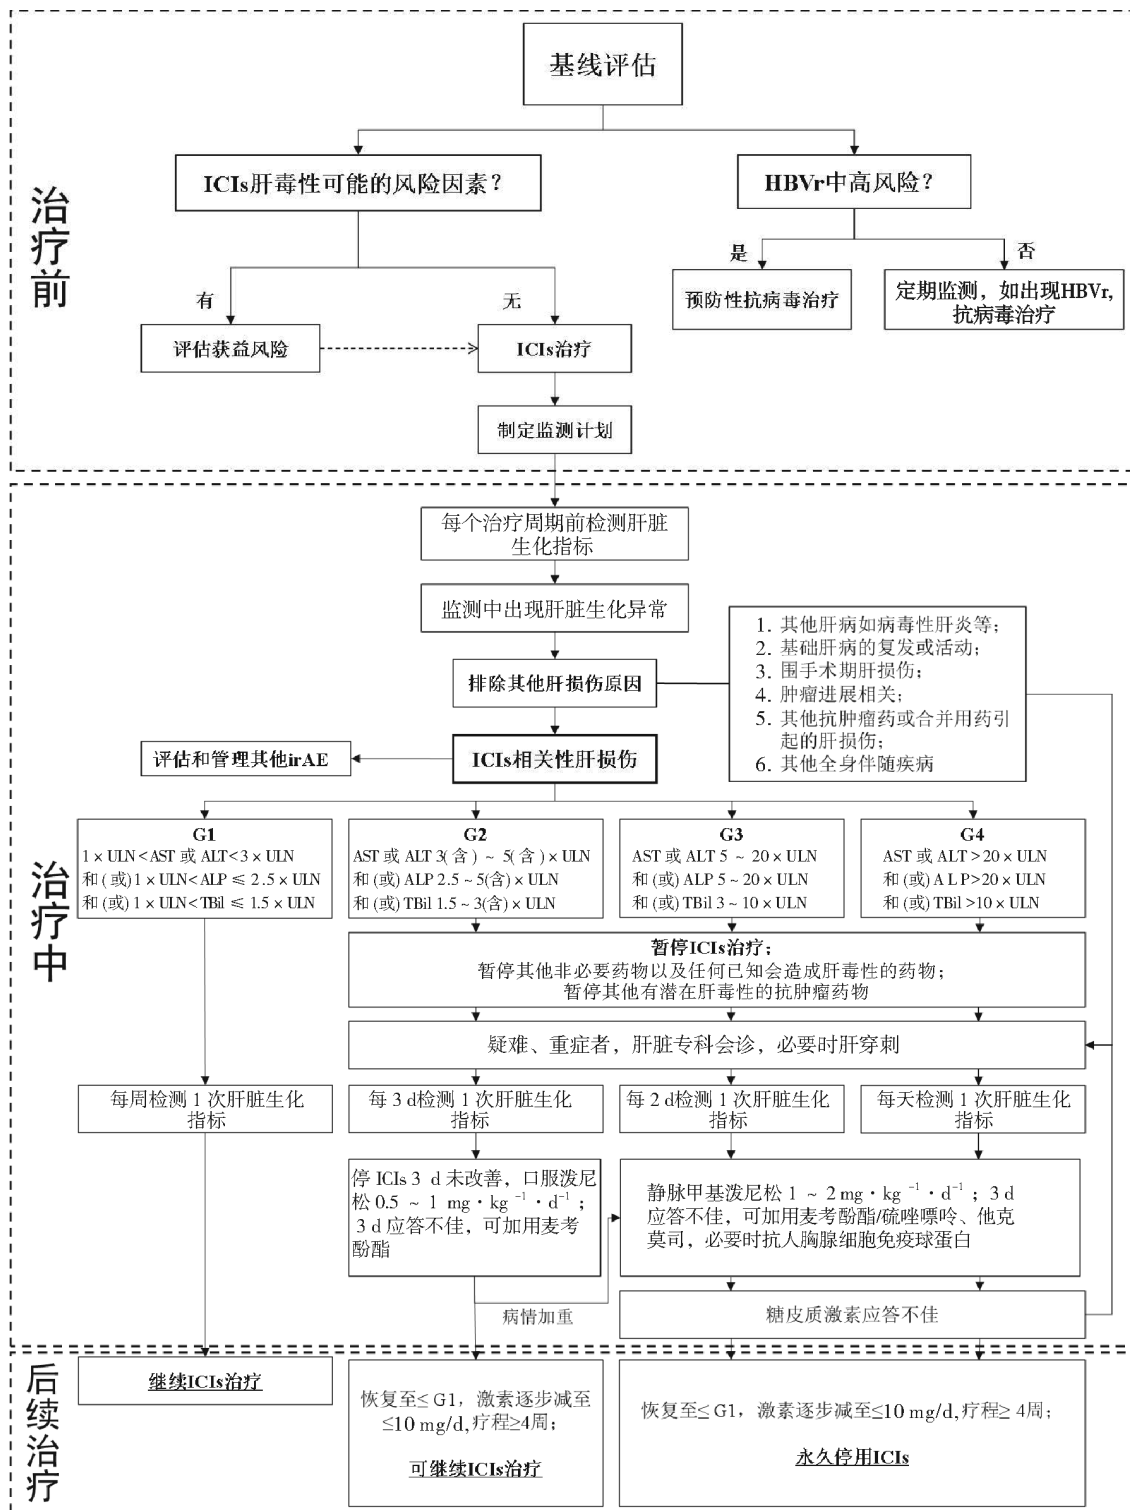 治疗前
基线评估
ICIs肝毒性可能的风险因素？
HBVr中高风险？
有
无
是
否
评估获益风险
ICIs治疗
预防性抗病毒治疗
定期监测，如出现HBVr,
抗病毒治疗
制定监测计划
治疗中
每个治疗周期前检测肝脏
生化指标
监测中出现肝脏生化异常
排除其他肝损伤原因
1. 其他肝病如病毒性肝炎等；
2. 基础肝病的复发或活动；
3. 围手术期肝损伤；
4. 肿瘤进展相关；
5. 其他抗肿瘤药或合并用药引
起的肝损伤；
6. 其他全身伴随疾病
评估和管理其他irAE
ICIs相关性肝损伤
G1
1 × ULN<AST 或 ALT<3 × ULN
和 (或) 1 × ULN<ALP ≤ 2.5 × ULN
和 (或) 1 × ULN<TBil ≤ 1.5 × ULN
G2
AST 或 ALT 3(含) ~ 5(含) × ULN
和 (或) ALP 2.5 ~ 5(含) × ULN
和 (或) TBil 1.5 ~ 3(含) × ULN
G3
AST 或 ALT 5 ~ 20 × ULN
和 (或) ALP 5 ~ 20 × ULN
和 (或) TBil 3 ~ 10 × ULN
G4
AST 或 ALT >20 × ULN
和 (或) ALP>20 × ULN
和 (或) TBil >10 × ULN
暂停ICIs治疗；
暂停其他非必要药物以及任何已知会造成肝毒性的药物；
暂停其他有潜在肝毒性的抗肿瘤药物
疑难、重症者，肝脏专科会诊，必要时肝穿刺
每周检测 1 次肝脏生化
指标
每 3 d检测 1 次肝脏生化
指标
每 2 d检测 1 次肝脏生化
指标
每天检测 1 次肝脏生化
指标
停 ICIs 3 d 未改善，口服泼尼
松 0.5 ~ 1 mg·kg⁻¹·d⁻¹；
3 d 应答不佳，可加用麦考
酚酯
静脉甲基泼尼松 1 ~ 2 mg·kg⁻¹·d⁻¹；3 d
应答不佳，可加用麦考酚酯/硫唑嘌呤、他克
莫司，必要时抗人胸腺细胞免疫球蛋白
病情加重
糖皮质激素应答不佳
后续治疗
继续ICIs治疗
恢复至≤ G1，激素逐步减至
≤10 mg/d,疗程≥4周；
可继续ICIs治疗
恢复至≤ G1，激素逐步减至≤10 mg/d,疗程≥ 4周；
永久停用ICIs